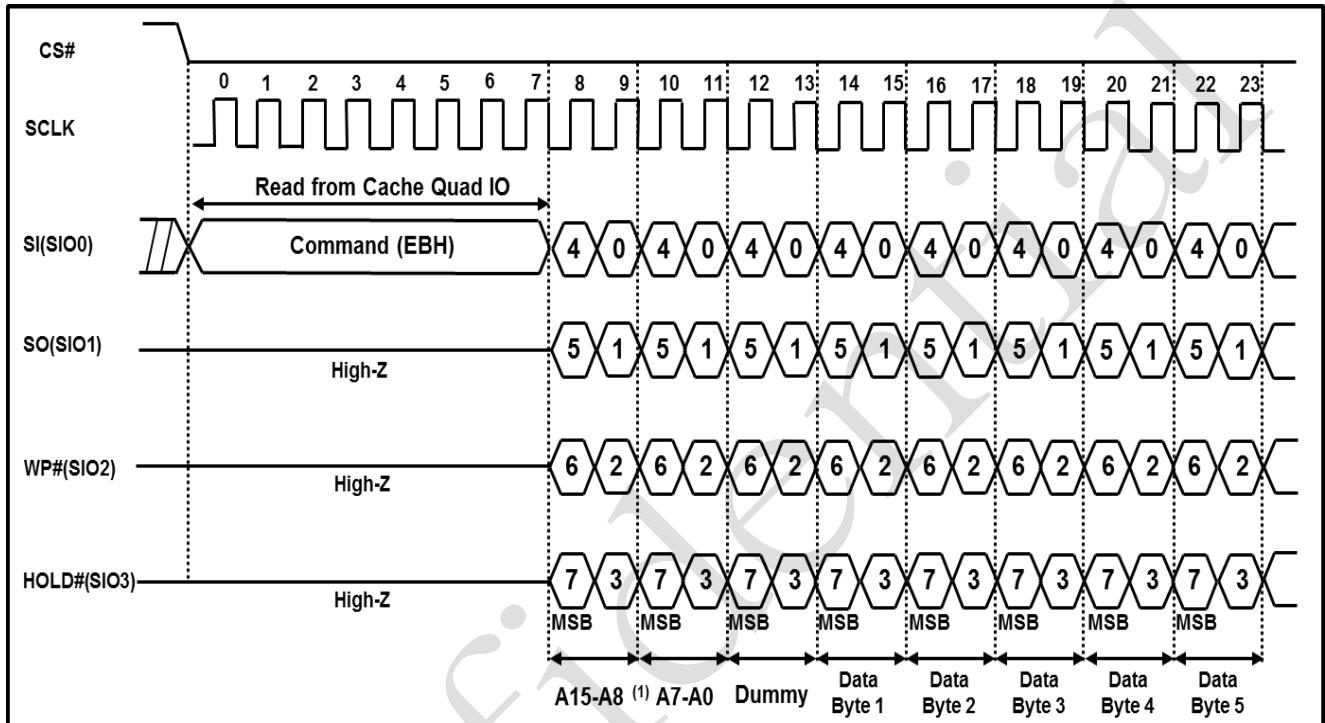 CS#
0 1 2 3 4 5 6 7 8 9 10 11 12 13 14 15 16 17 18 19 20 21 22 23
SCLK
Read from Cache Quad IO
SI(SIO0) Command (EBH) 4 0 4 0 4 0 4 0 4 0 4 0 4 0 4 0
SO(SIO1) 5 1 5 1 5 1 5 1 5 1 5 1 5 1 5 1
High-Z
WP#(SIO2) 6 2 6 2 6 2 6 2 6 2 6 2 6 2 6 2
High-Z
HOLD#(SIO3) 7 3 7 3 7 3 7 3 7 3 7 3 7 3 7 3
High-Z
MSB MSB MSB MSB MSB MSB MSB MSB
A15-A8 (1) A7-A0 Dummy Data Byte 1 Data Byte 2 Data Byte 3 Data Byte 4 Data Byte 5
fidential